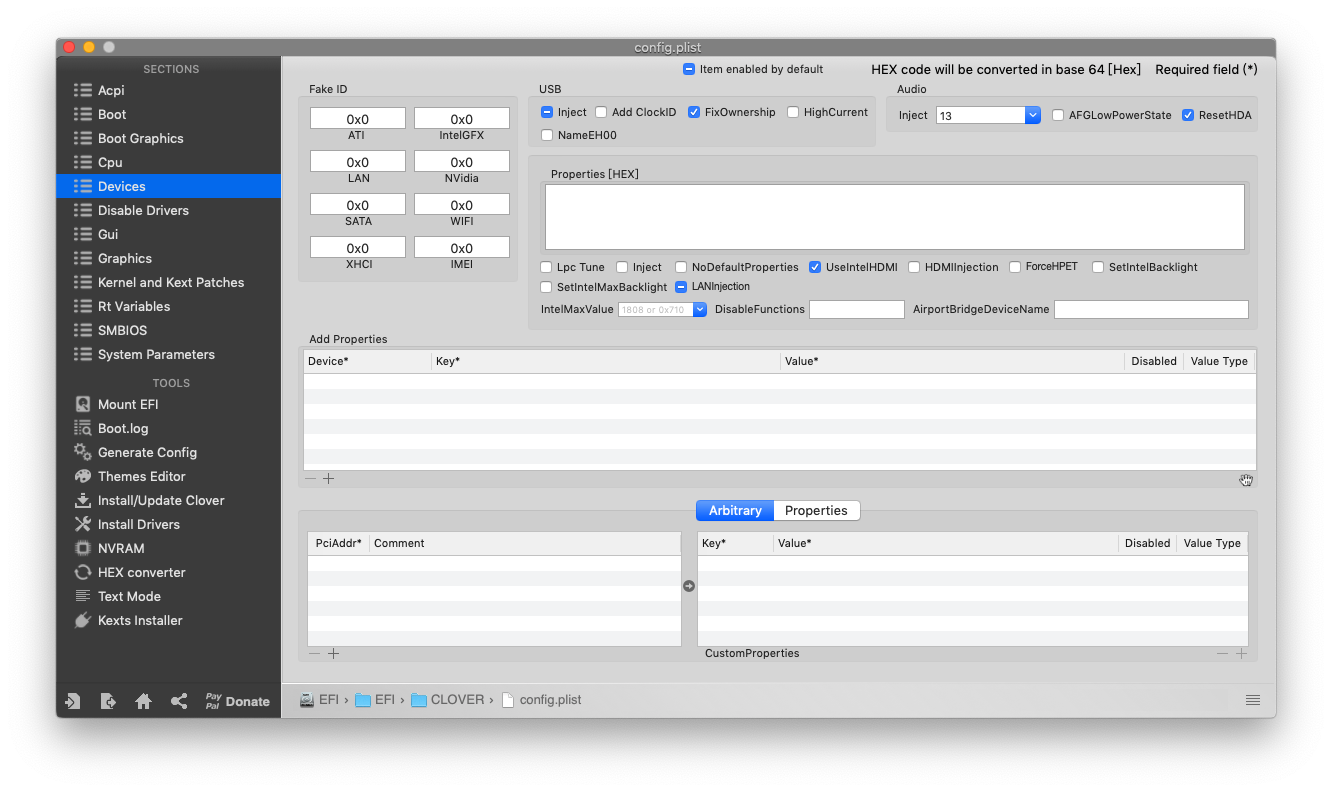 config.plist
SECTIONS
Acpi
Boot
Boot Graphics
Cpu
Devices
Disable Drivers
Gui
Graphics
Kernel and Kext Patches
Rt Variables
SMBIOS
System Parameters
TOOLS
Mount EFI
Boot.log
Generate Config
Themes Editor
Install/Update Clover
Install Drivers
NVRAM
HEX converter
Text Mode
Kexts Installer
Pay
Pal
Donate
Item enabled by default
HEX code will be converted in base 64 [Hex]
Required field (*)
Fake ID
0x0 0x0
ATI IntelGFX
0x0 0x0
LAN NVidia
0x0 0x0
SATA WIFI
0x0 0x0
XHCI IMEI
USB
Inject Add ClockID FixOwnership HighCurrent
NameEH00
Audio
Inject 13 AFGLowPowerState ResetHDA
Properties [HEX]
Lpc Tune Inject NoDefaultProperties UseIntelHDMI HDMIInjection ForceHPET SetIntelBacklight
SetIntelMaxBacklight LANInjection
IntelMaxValue 1808 or 0x710 DisableFunctions AirportBridgeDeviceName
Add Properties
Device* Key* Value* Disabled Value Type
Arbitrary Properties
PciAddr* Comment
Key* Value* Disabled Value Type
CustomProperties
EFI › EFI › CLOVER › config.plist